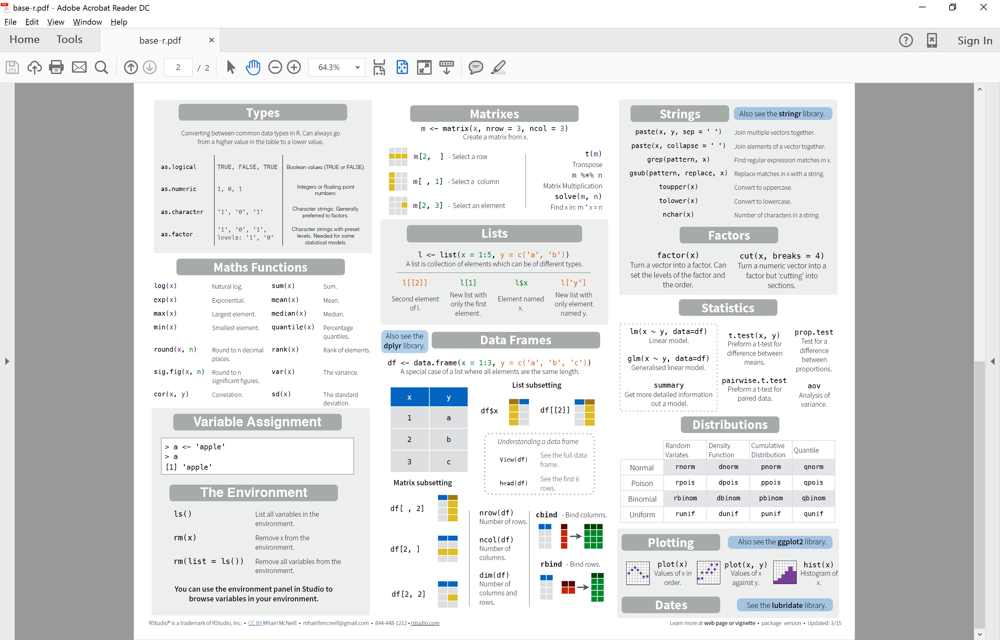 base-r.pdf - Adobe Acrobat Reader DC
File Edit View Window Help
Home Tools base-r.pdf × Sign In
2 / 2 64.3%
Types
Converting between common data types in R. Can always go
from a higher value in the table to a lower value.
as.logical TRUE, FALSE, TRUE Boolean values (TRUE or FALSE).
as.numeric 1, 0, 1 Integers or floating point
numbers.
as.character '1', '0', '1' Character strings. Generally
preferred to factors.
as.factor '1', '0', '1',
levels: '1', '0'
Character strings with preset
levels. Needed for some
statistical models.
Maths Functions
log(x) Natural log. sum(x) Sum.
exp(x) Exponential. mean(x) Mean.
max(x) Largest element. median(x) Median.
min(x) Smallest element. quantile(x) Percentage
quantiles.
round(x, n) Round to n decimal
places.
rank(x) Rank of elements.
sig.fig(x, n) Round to n
significant figures.
var(x) The variance.
cor(x, y) Correlation. sd(x) The standard
deviation.
Variable Assignment
> a <- 'apple'
> a
[1] 'apple'
The Environment
ls() List all variables in the
environment.
rm(x) Remove x from the
environment.
rm(list = ls()) Remove all variables from the
environment.
You can use the environment panel in Studio to
browse variables in your environment.
Matrixes
m <- matrix(x, nrow = 3, ncol = 3)
Create a matrix from x.
m[2, ] - Select a row
m[ , 1] - Select a column
m[2, 3] - Select an element
t(m)
Transpose
m %*% n
Matrix Multiplication
solve(m, n)
Find x in: m * x = n
Lists
l <- list(x = 1:5, y = c('a', 'b'))
A list is collection of elements which can be of different types.
l[[2]] l[1] l$x l['y']
Second element
of l.
New list with
only the first
element.
Element named
x.
New list with
only element
named y.
Also see the
dplyr library.
Data Frames
df <- data.frame(x = 1:3, y = c('a', 'b', 'c'))
A special case of a list where all elements are the same length.
x y
1 a
2 b
3 c
List subsetting
df$x df[[2]]
Understanding a data frame
View(df) See the full data
frame.
head(df) See the first 6
rows.
Matrix subsetting
df[ , 2]
df[2, ]
df[2, 2]
nrow(df)
Number of rows.
ncol(df)
Number of
columns.
dim(df)
Number of
columns and
rows.
cbind - Bind columns.
rbind - Bind rows.
Strings
Also see the stringr library.
paste(x, y, sep = ' ') Join multiple vectors together.
paste(x, collapse = ' ') Join elements of a vector together.
grep(pattern, x) Find regular expression matches in x.
gsub(pattern, replace, x) Replace matches in x with a string.
toupper(x) Convert to uppercase.
tolower(x) Convert to lowercase.
nchar(x) Number of characters in a string.
Factors
factor(x)
Turn a vector into a factor. Can
set the levels of the factor and
the order.
cut(x, breaks = 4)
Turn a numeric vector into a
factor but ‘cutting’ into
sections.
Statistics
lm(x ~ y, data=df)
Linear model.
glm(x ~ y, data=df)
Generalised linear model.
summary
Get more detailed information
out a model.
t.test(x, y)
Preform a t-test for
difference between
means.
pairwise.t.test
Preform a t-test for
paired data.
prop.test
Test for a
difference
between
proportions.
aov
Analysis of
variance.
Distributions
Random
Variates
Density
Function
Cumulative
Distribution
Quantile
Normal rnorm dnorm pnorm qnorm
Poison rpois dpois ppois qpois
Binomial rbinom dbinom pbinom qbinom
Uniform runif dunif punif qunif
Plotting
Also see the ggplot2 library.
plot(x)
Values of x in
order.
plot(x, y)
Values of x
against y.
hist(x)
Histogram of
x.
Dates
See the lubridate library.
RStudio® is a trademark of RStudio, Inc. • CC BY Mhairi McNeill • mhairihmcneill@gmail.com • 844-448-1212 • rstudio.com
Learn more at web page or vignette • package version • Updated: 3/15